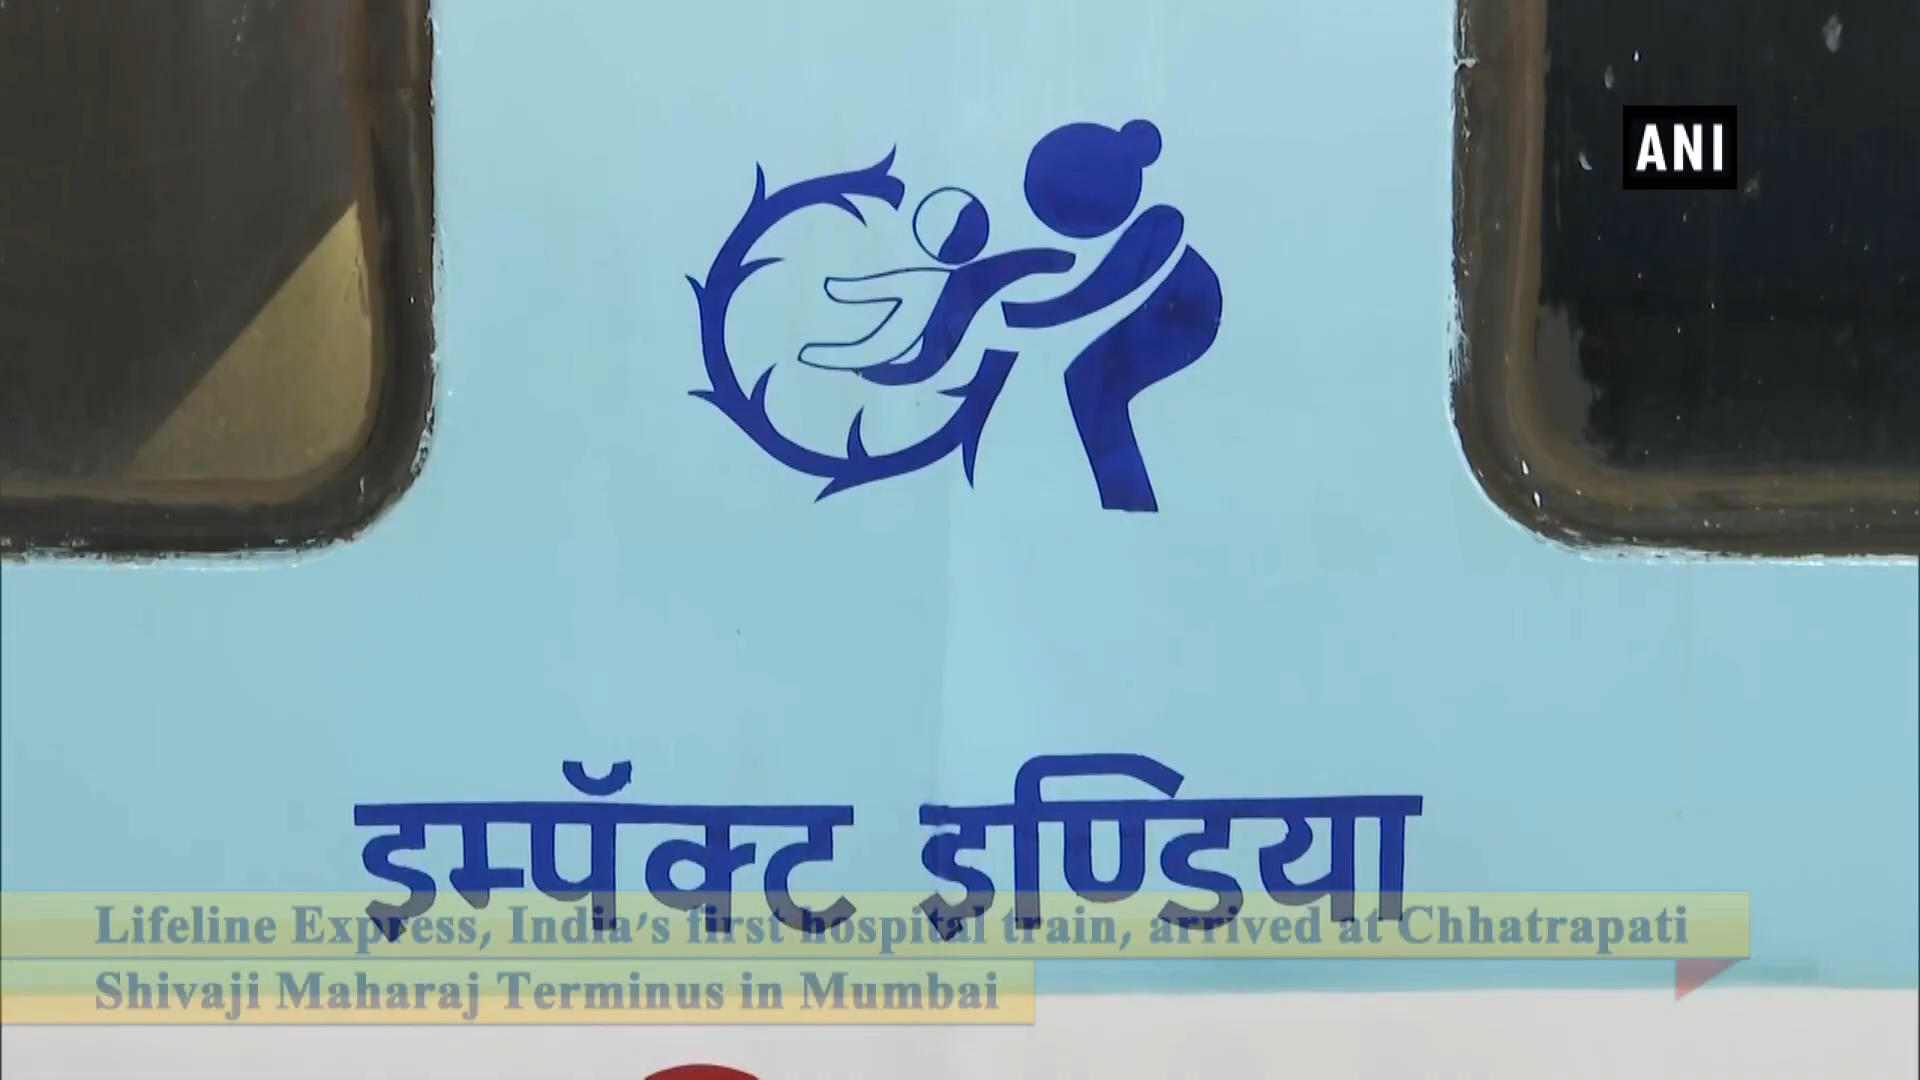 ANI
इम्पॅक्ट इण्डिया
Lifeline Express, India's first hospital train, arrived at Chhatrapati
Shivaji Maharaj Terminus in Mumbai